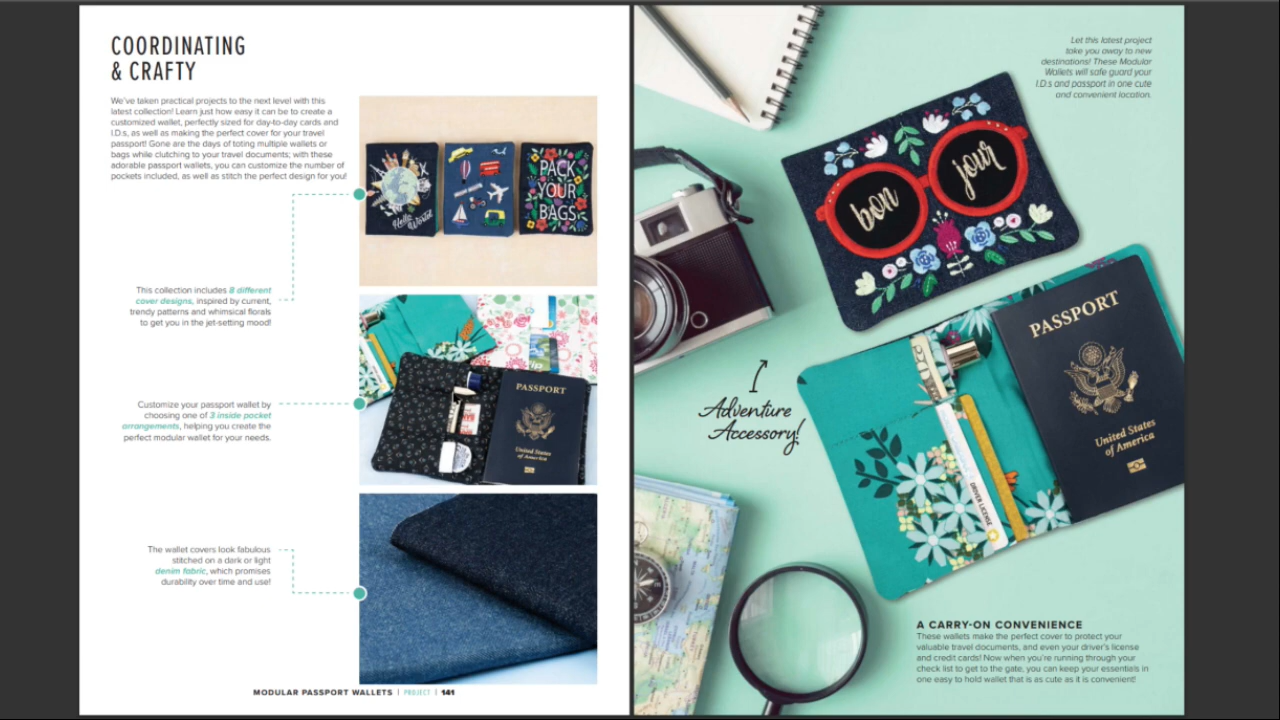 COORDINATING
& CRAFTY
We've taken practical projects to the next level with this
latest collection! Learn just how easy it can be to create a
customized wallet, perfectly sized for day-to-day cards and
I.D.s, as well as making the perfect cover for your travel
passport! Gone are the days of toting multiple wallets or
bags while clutching to your travel documents; with these
adorable passport wallets, you can customize the number of
pockets included, as well as stitch the perfect design for you!
Hello
World
PACK
YOUR
BAGS
This collection includes 8 different
cover designs, inspired by current,
trendy patterns and whimsical florals
to get you in the jet-setting mood!
PASSPORT
United States
of America
Customize your passport wallet by
choosing one of 3 inside pocket
arrangements, helping you create the
perfect modular wallet for your needs.
The wallet covers look fabulous
stitched on a dark or light
denim fabric, which promises
durability over time and use!
MODULAR PASSPORT WALLETS | PROJECT | 141
Let this latest project
take you away to new
destinations! These Modular
Wallets will safe guard your
I.D.s and passport in one cute
and convenient location.
bon
jour
PASSPORT
United States
of America
DRIVER LICENSE
Adventure
Accessory!
A CARRY-ON CONVENIENCE
These wallets make the perfect cover to protect your
valuable travel documents, and even your driver's license
and credit cards! Now when you're running through your
check list to get to the gate, you can keep your essentials in
one easy to hold wallet that is as cute as it is convenient!